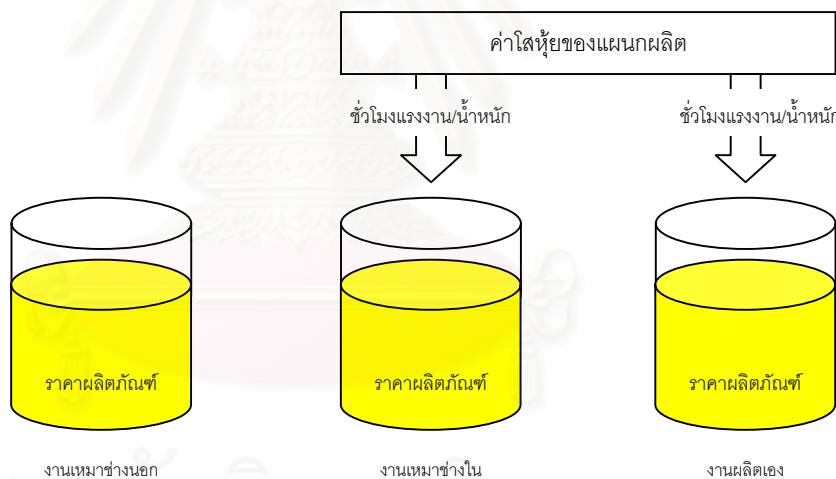 ค่าโสหุ้ยของแผนกผลิต
ชั่วโมงแรงงาน/น้ำหนัก ชั่วโมงแรงงาน/น้ำหนัก
ราคาผลิตภัณฑ์ ราคาผลิตภัณฑ์ ราคาผลิตภัณฑ์
งานเหมาช่างนอก งานเหมาช่างใน งานผลิตเอง